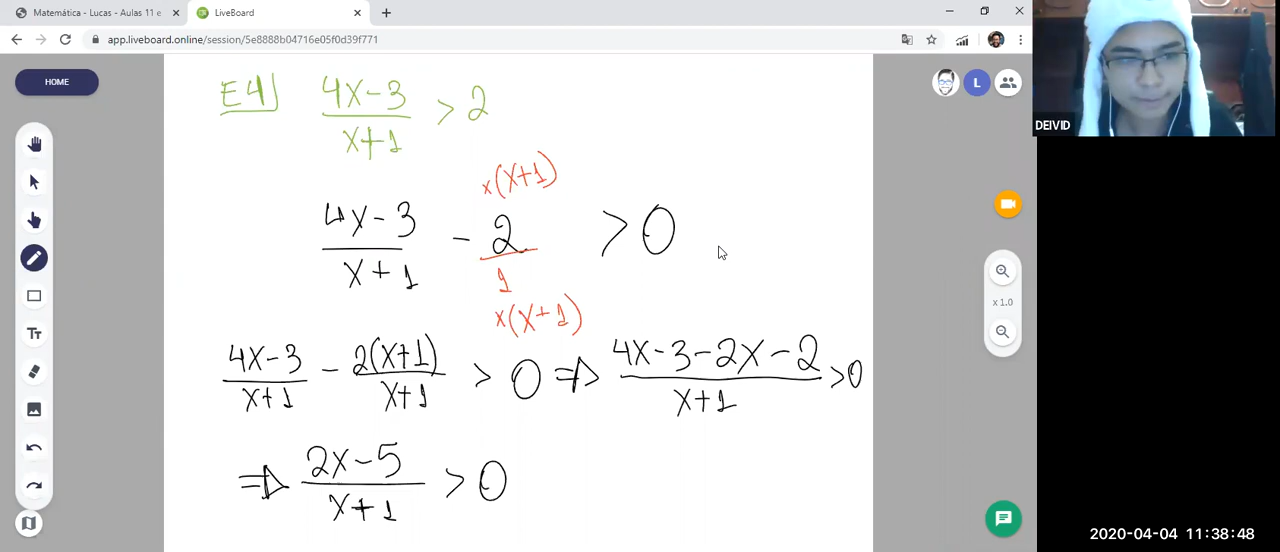 Matemática - Lucas - Aulas 11 e
LiveBoard
app.liveboard.online/session/5e8888b04716e05f0d39f771
HOME
L
DEIVID
E4] (4x-3)/(x+1) > 2
x(x+1)
(4x-3)/(x+1) - 2/1 > 0
x(x+1)
(4x-3)/(x+1) - 2(x+1)/(x+1) > 0 ⇒ (4x-3-2x-2)/(x+1) > 0
⇒ (2x-5)/(x+1) > 0
Tт
x 1.0
2020-04-04 11:38:48